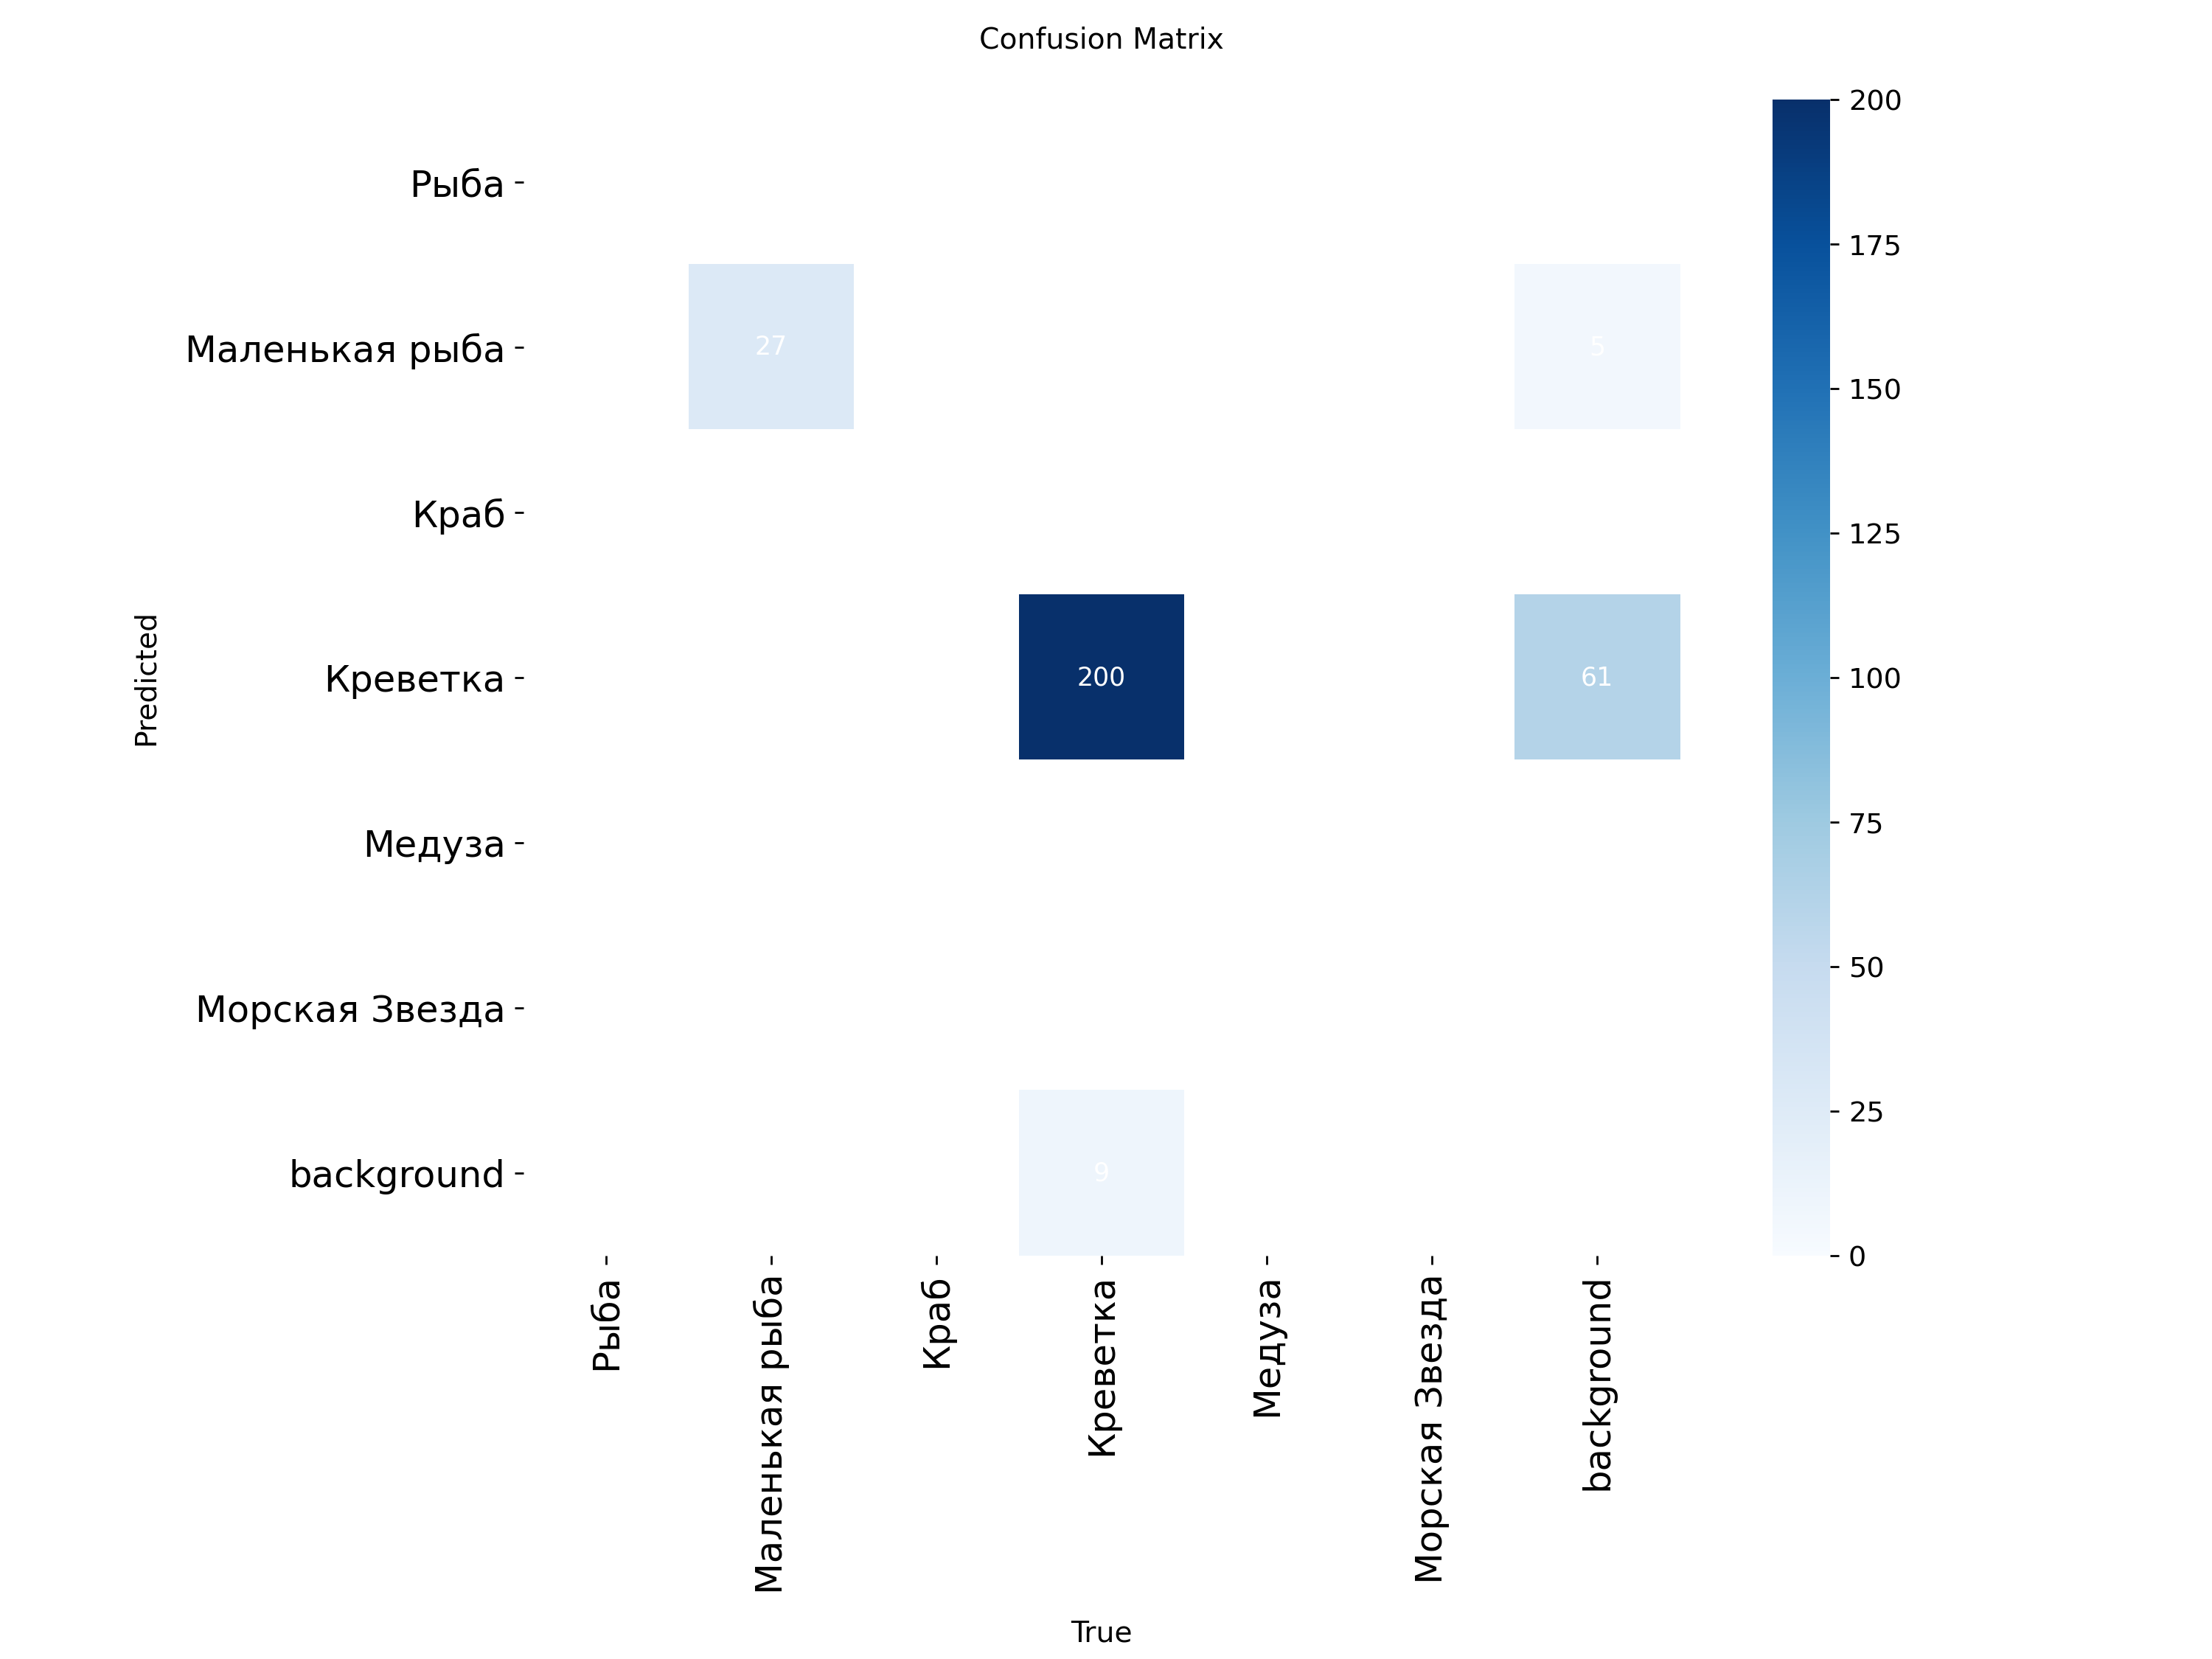 Confusion Matrix
Рыба
Маленькая рыба
Краб
Креветка
Медуза
Морская Звезда
background
Predicted
27
5
200
61
9
Рыба
Маленькая рыба
Краб
Креветка
Медуза
Морская Звезда
background
True
200
175
150
125
100
75
50
25
0